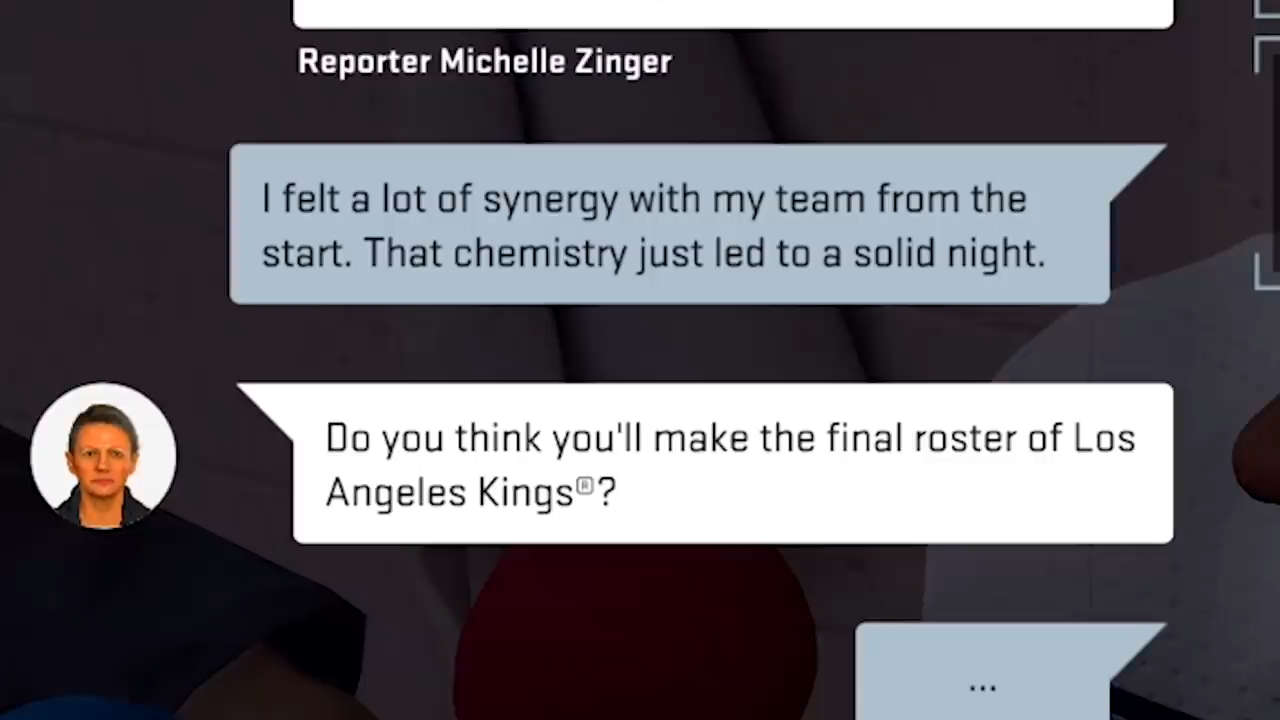 Reporter Michelle Zinger
I felt a lot of synergy with my team from the
start. That chemistry just led to a solid night.
Do you think you'll make the final roster of Los
Angeles Kings®?
...